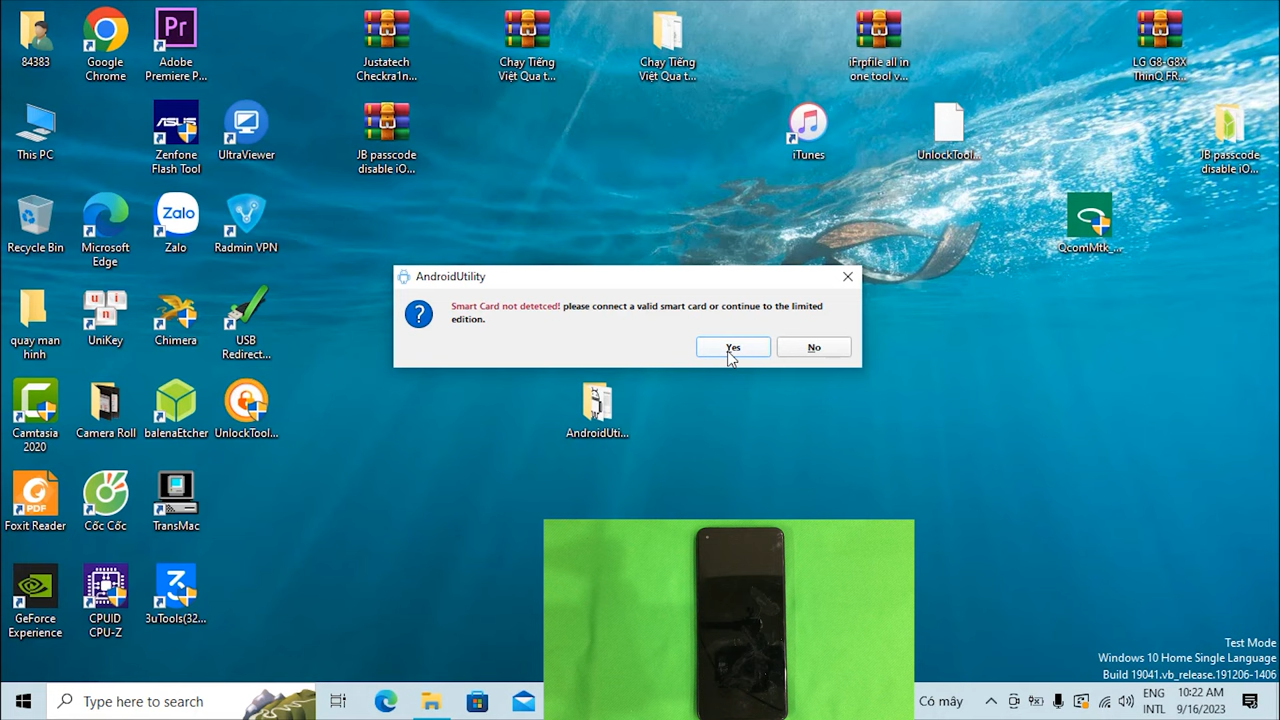 84383
Google
Chrome
Adobe
Premiere P...
Justatech
Checkra1n...
Chạy Tiếng
Việt Qua t...
Chạy Tiếng
Việt Qua t...
iFrpfile all in
one tool v...
LG G8-G8X
ThinQ FR...
Pr
This PC
ASUS
Zenfone
Flash Tool
UltraViewer
JB passcode
disable iO...
iTunes
UnlockTool...
JB passcode
disable iO...
Recycle Bin
Microsoft
Edge
Zalo
Zalo
Radmin VPN
QcomMtk_...
AndroidUtility
Smart Card not detetced! please connect a valid smart card or continue to the limited
edition.
Yes
No
quay man
hinh
u i
n
UniKey
Chimera
USB
Redirect...
Camtasia
2020
Camera Roll
balenaEtcher
UnlockTool...
AndroidUti...
PDF
Foxit Reader
Cốc Cốc
TransMac
GeForce
Experience
CPUID
CPU-Z
3uTools(32...
Test Mode
Windows 10 Home Single Language
Build 19041.vb_release.191206-1406
Type here to search
Có mây
ENG
INTL
10:22 AM
9/16/2023